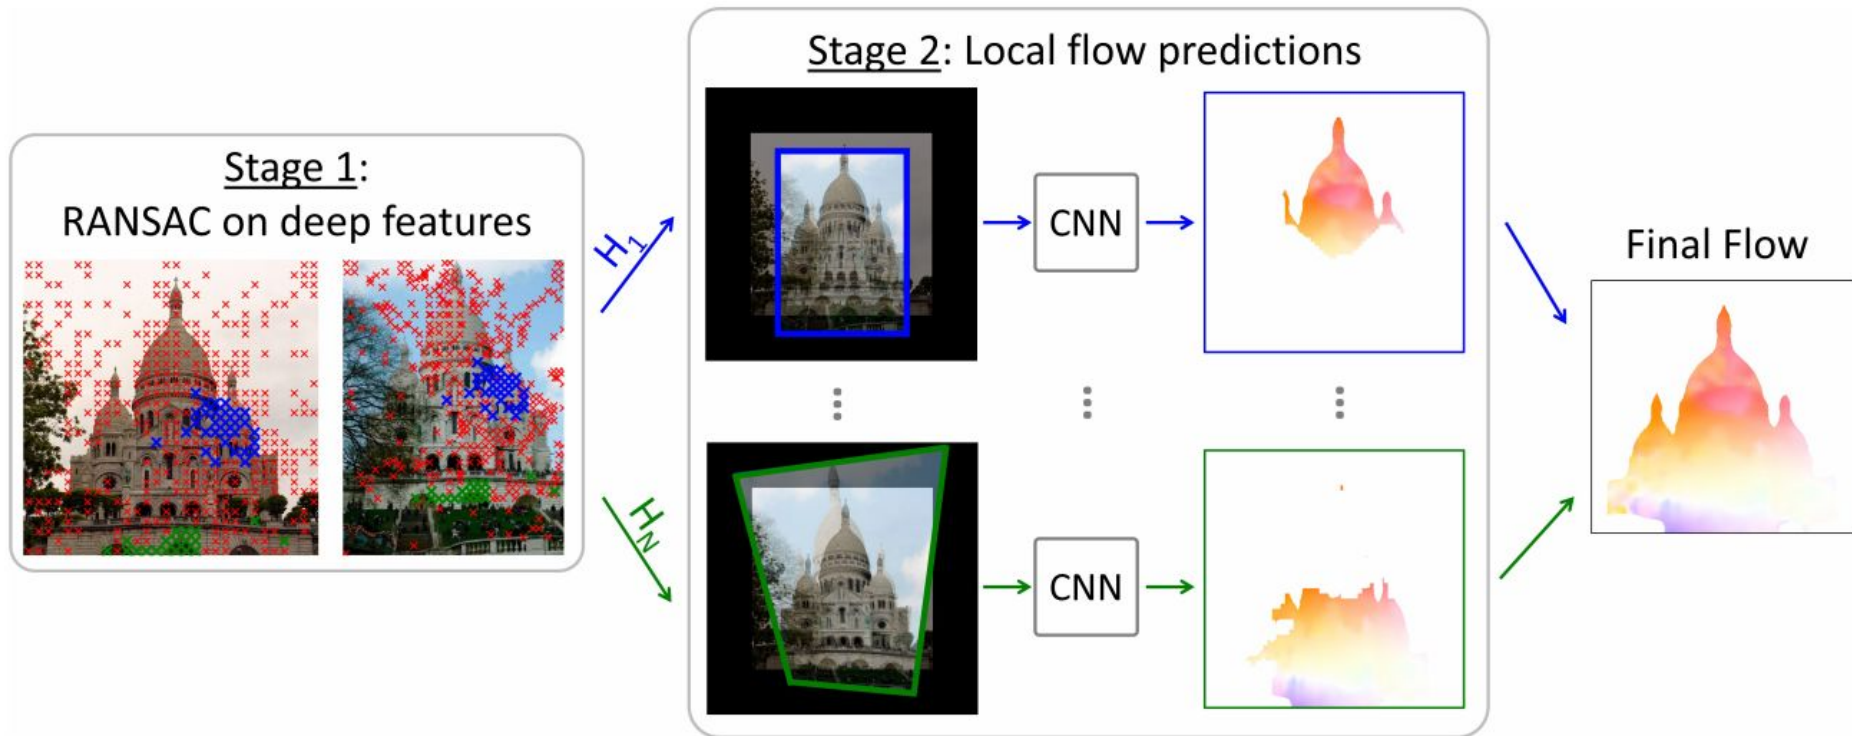 Stage 1:
RANSAC on deep features
H1
HN
Stage 2: Local flow predictions
CNN
CNN
Final Flow